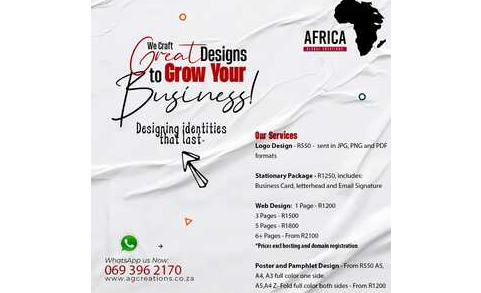 AFRICA
GLOBAL CREATIONS
We Craft
Great Designs
to Grow Your
Business!
Designing identities
that last-
Our Services
Logo Design - R550 - sent in JPG, PNG and PDF
formats
Stationary Package - R1250, includes:
Business Card, letterhead and Email Signature
Web Design: 1 Page - R1200
3 Pages - R1500
5 Pages - R1800
6+ Pages - From R2100
*Prices excl hosting and domain registration
Poster and Pamphlet Design - From R550 A5,
A4, A3 full color one side
A5,A4 Z- Fold full color both sides - From R1200
WhatsApp us Now:
069 396 2170
www.agcreations.co.za